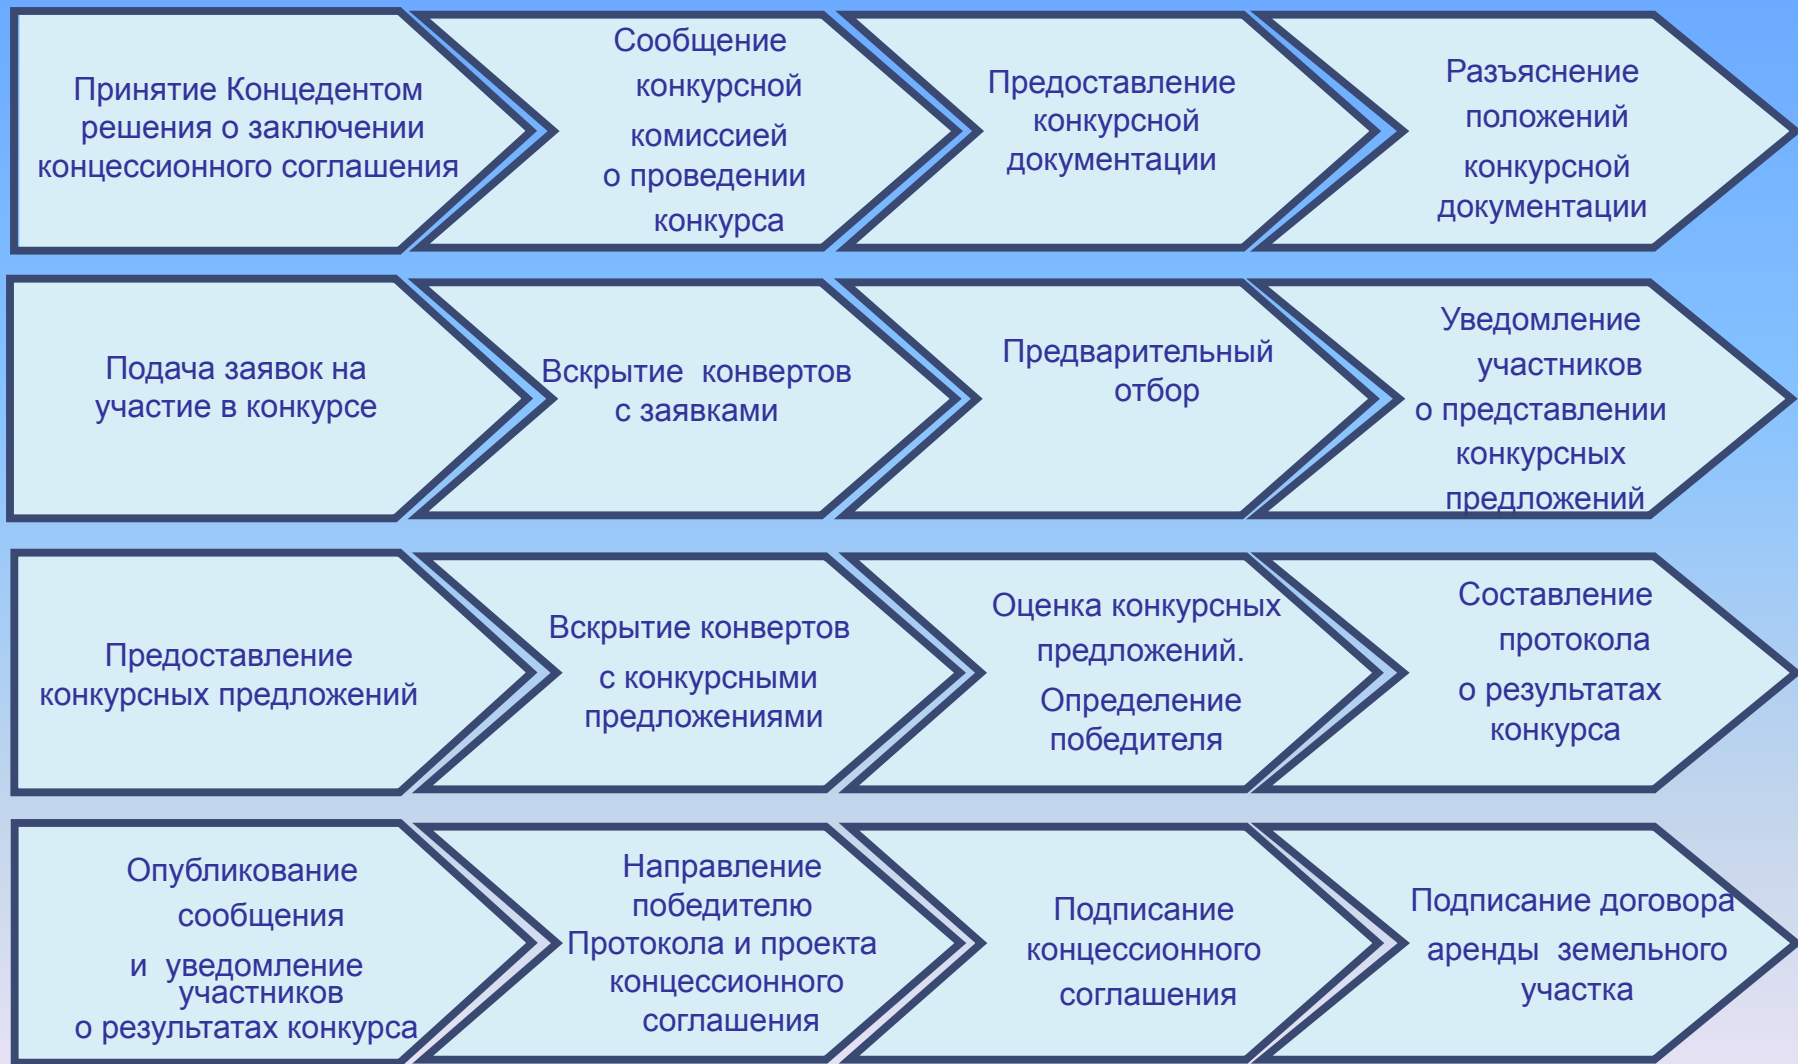 Принятие Концедентом
решения о заключении
концессионного соглашения
Сообщение
конкурсной
комиссией
о проведении
конкурса
Предоставление
конкурсной
документации
Разъяснение
положений
конкурсной
документации
Подача заявок на
участие в конкурсе
Вскрытие конвертов
с заявками
Предварительный
отбор
Уведомление
участников
о представлении
конкурсных
предложений
Предоставление
конкурсных предложений
Вскрытие конвертов
с конкурсными
предложениями
Оценка конкурсных
предложений.
Определение
победителя
Составление
протокола
о результатах
конкурса
Опубликование
сообщения
и уведомление
участников
о результатах конкурса
Направление
победителю
Протокола и проекта
концессионного
соглашения
Подписание
концессионного
соглашения
Подписание договора
аренды земельного
участка